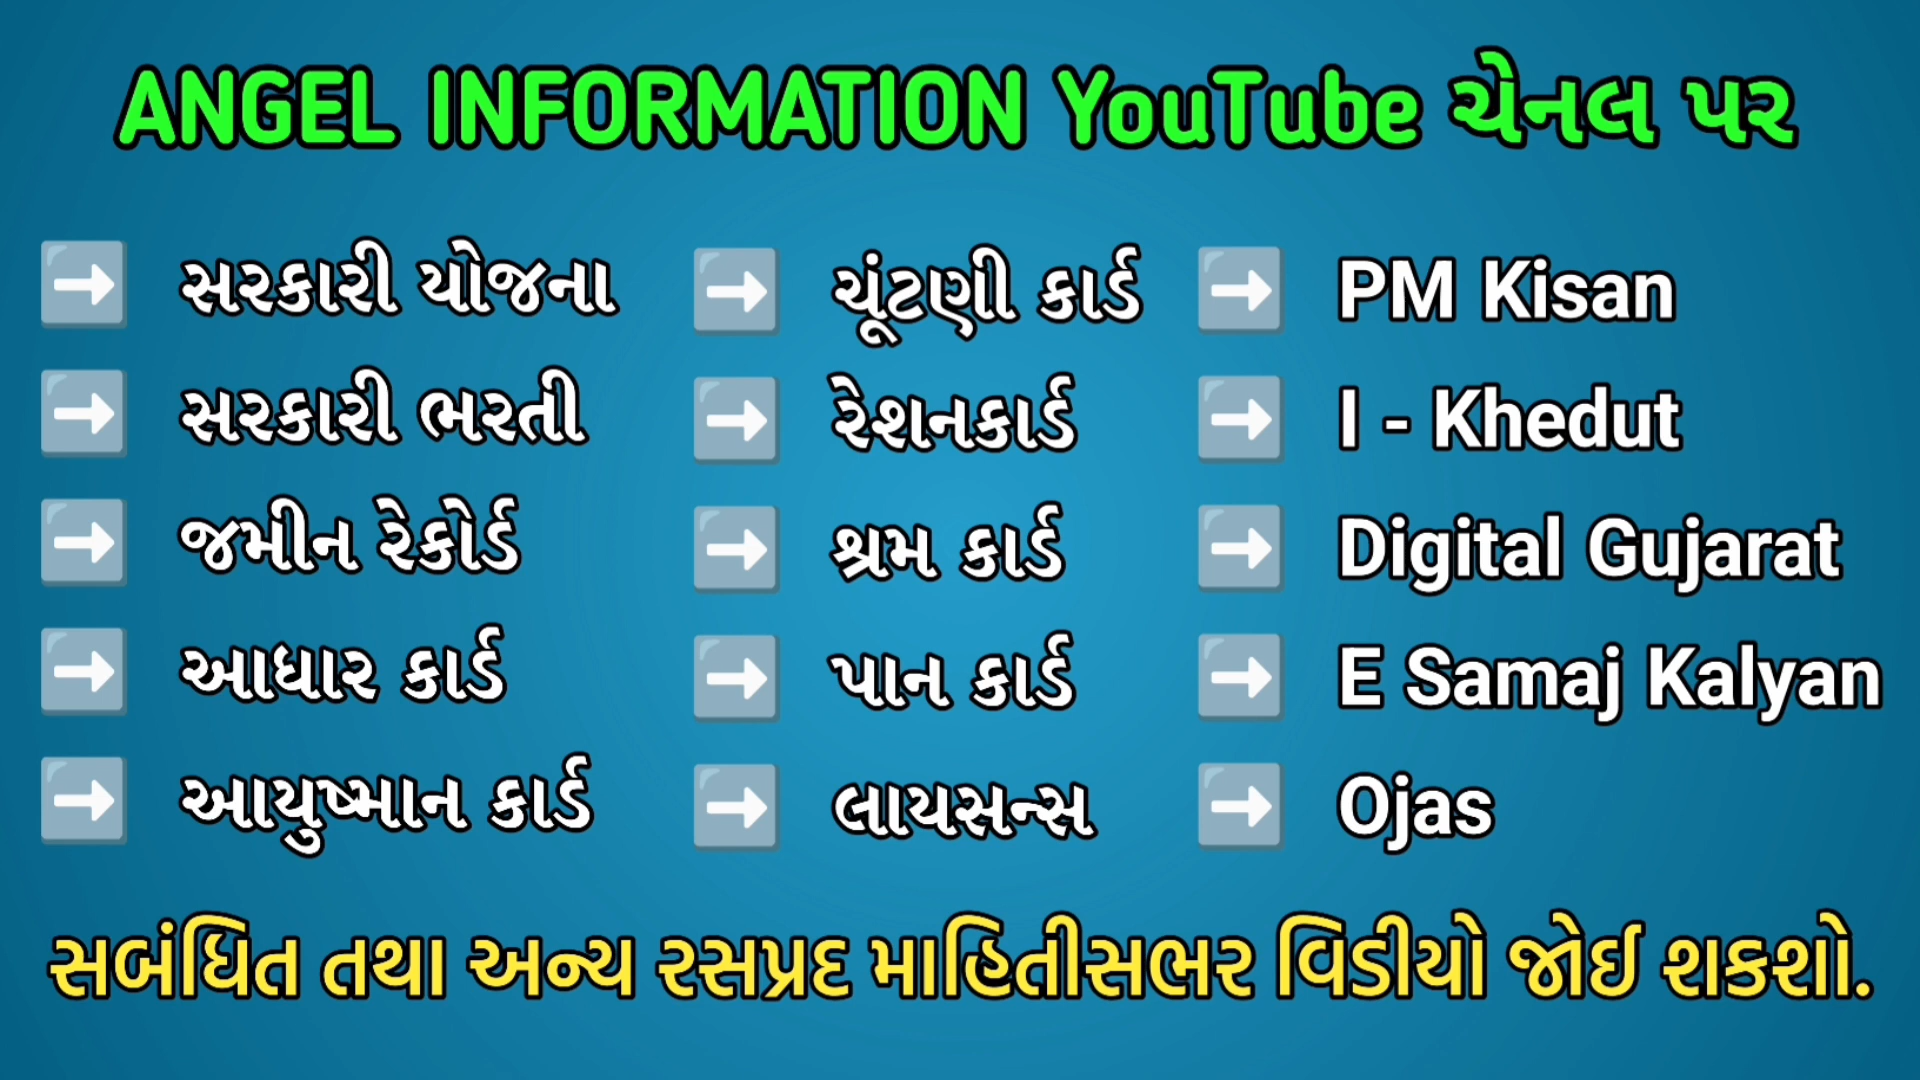 ANGEL INFORMATION YouTube ચેનલ પર
સરકારી યોજના
સરકારી ભરતી
જમીન રેકોર્ડ
આધાર કાર્ડ
આયુષ્માન કાર્ડ
ચૂંટણી કાર્ડ
રેશનકાર્ડ
શ્રમ કાર્ડ
પાન કાર્ડ
લાયસન્સ
PM Kisan
I - Khedut
Digital Gujarat
E Samaj Kalyan
Ojas
સબંધિત તથા અન્ય રસપ્રદ માહિતીસભર વિડીયો જોઈ શકશો.